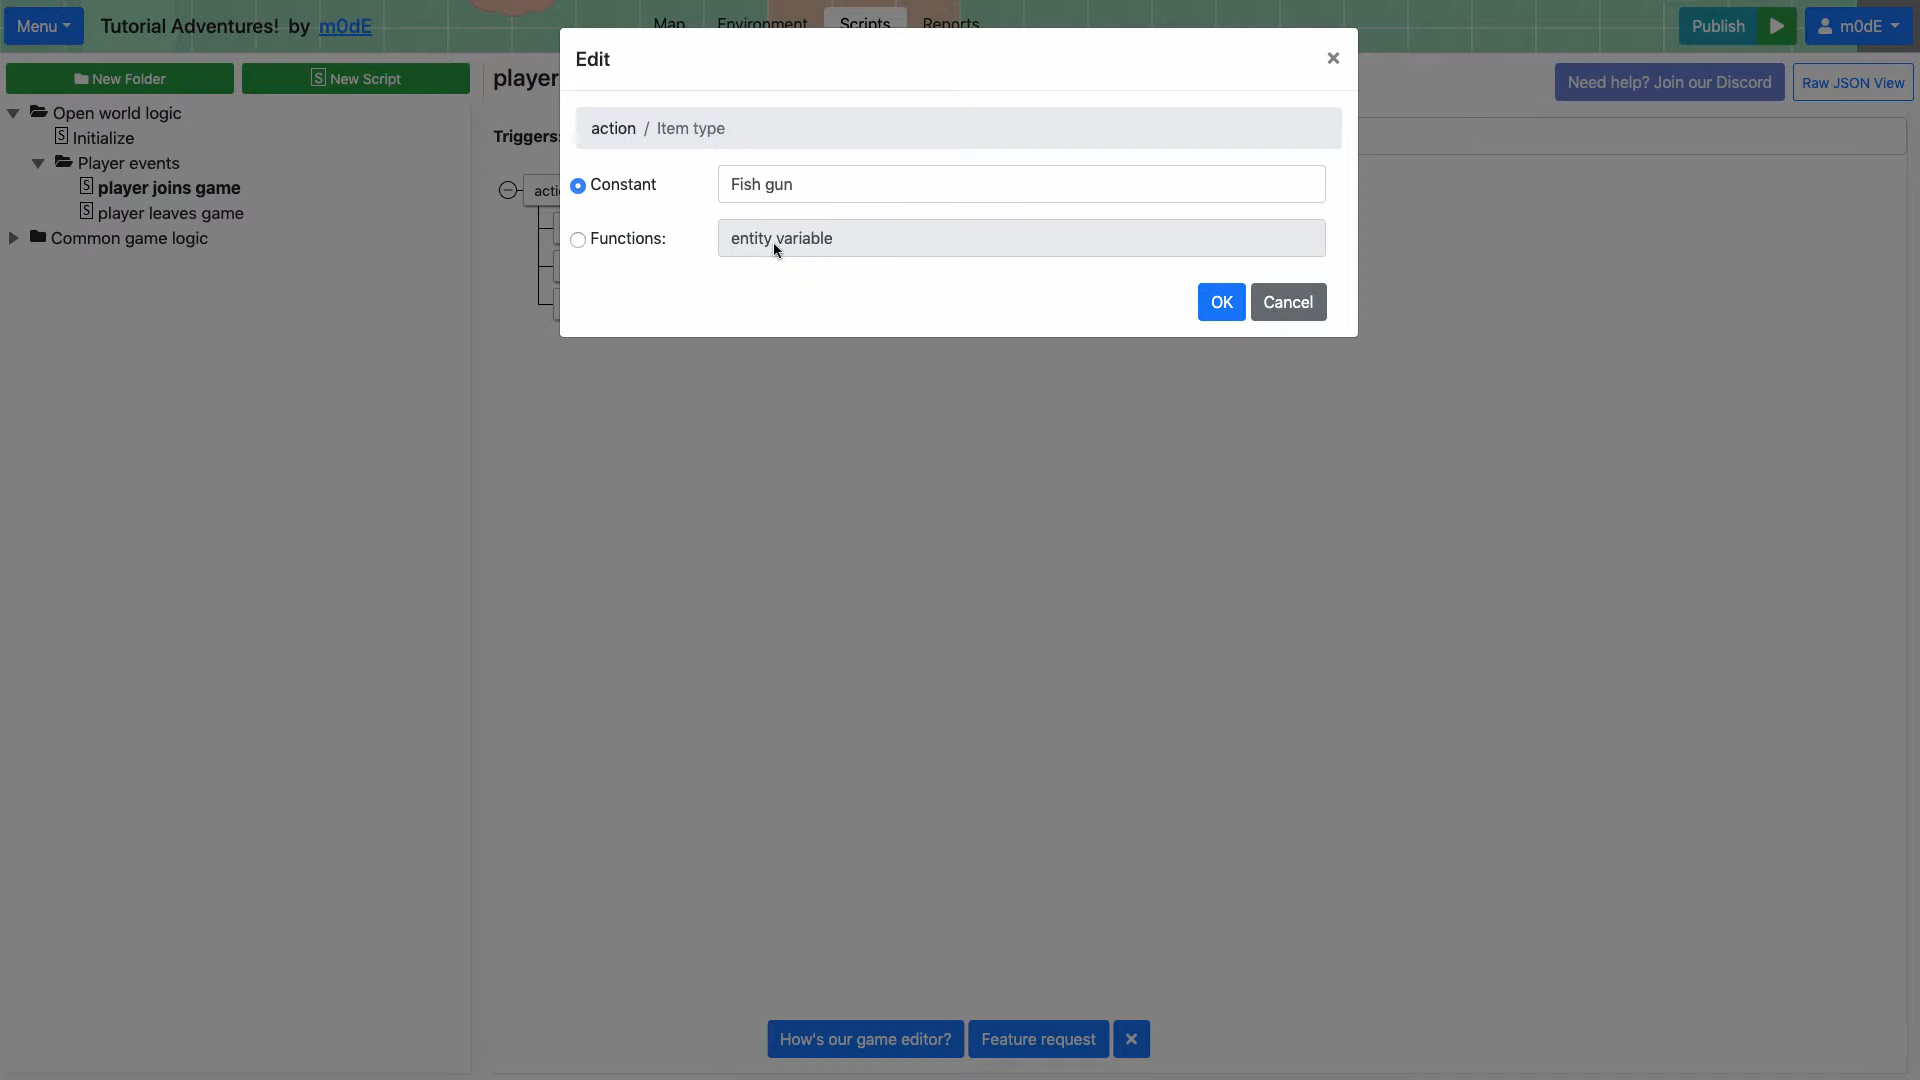 Menu
Tutorial Adventures! by m0dE
Map Environment Scripts Reports
Publish
m0dE
New Folder
S New Script
Open world logic
S Initialize
Player events
S player joins game
S player leaves game
Common game logic
player
Need help? Join our Discord
Raw JSON View
Triggers:
Edit
×
action / Item type
Constant
Fish gun
Functions:
entity variable
OK
Cancel
How's our game editor?
Feature request
×